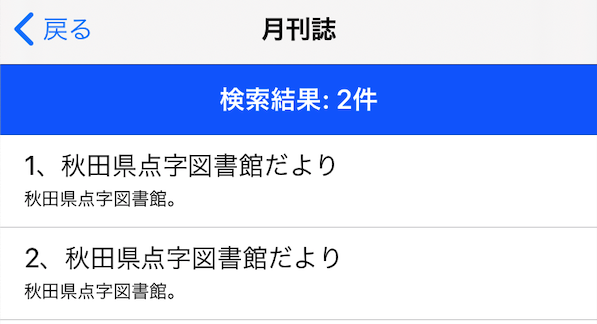 戻る
月刊誌
検索結果: 2件
1、秋田県点字図書館だより
秋田県点字図書館。
2、秋田県点字図書館だより
秋田県点字図書館。